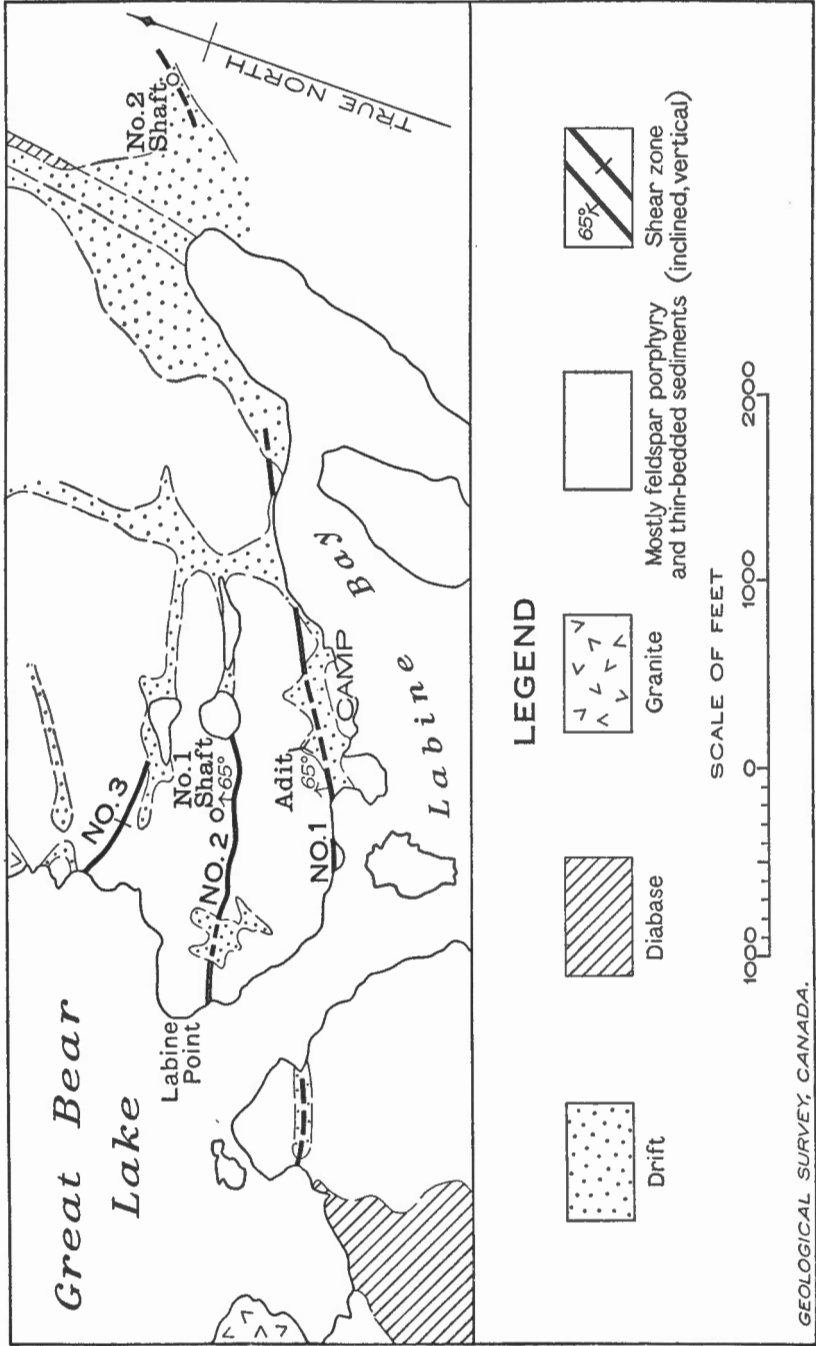 Great Bear
Lake
Labine
Point
NO. 3
No. 1
Shaft
65°
NO. 2
Adit
65°
NO. 1
CAMP
Labine Bay
No. 2
Shaft
TRUE NORTH
LEGEND
Drift
Diabase
Granite
Mostly feldspar porphyry
and thin-bedded sediments
65°
Shear zone
(inclined, vertical)
SCALE OF FEET
1000 0 1000 2000
GEOLOGICAL SURVEY, CANADA.